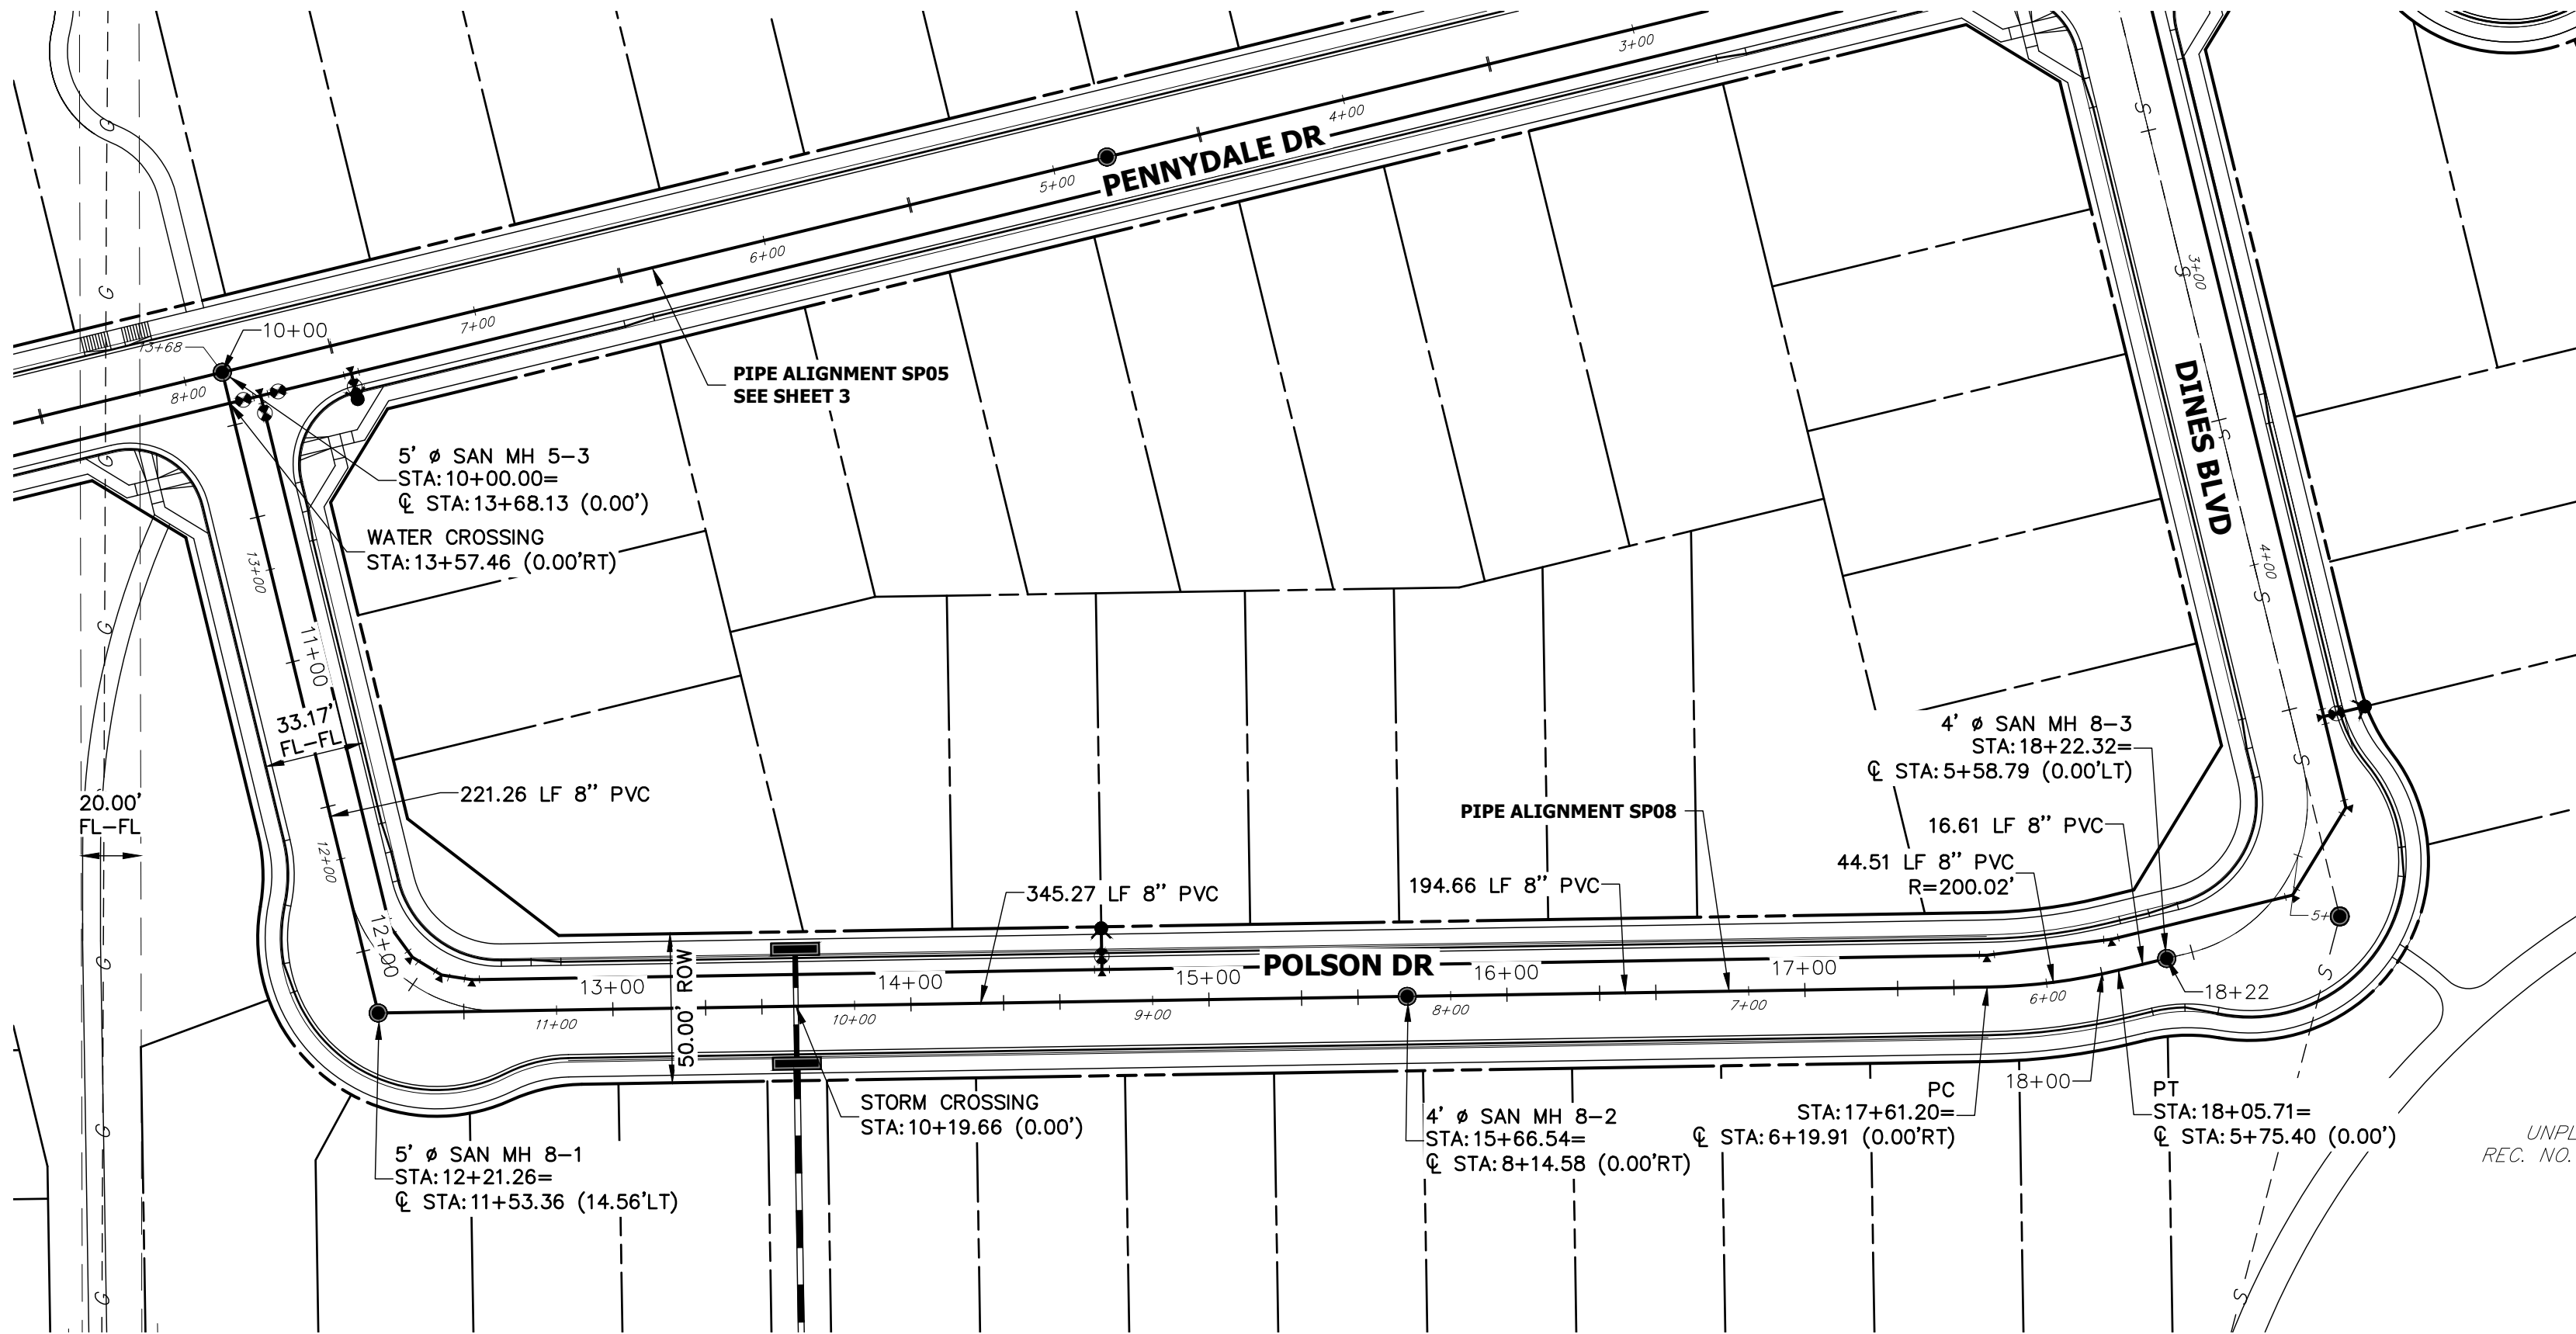 3+00
4+00
PENNYDALE DR
5+00
6+00
7+00
8+00
10+00
13+68
PIPE ALIGNMENT SP05
SEE SHEET 3
5' ø SAN MH 5-3
STA:10+00.00=
℄ STA:13+68.13 (0.00')
WATER CROSSING
STA:13+57.46 (0.00'RT)
13+00
11+00
33.17'
FL-FL
20.00'
FL-FL
221.26 LF 8" PVC
12+00
12+00
G
G
G
G
G
G
G
S
S
3+00
DINES BLVD
S
4+00
S
S
S
S
4' ø SAN MH 8-3
STA:18+22.32=
℄ STA:5+58.79 (0.00'LT)
PIPE ALIGNMENT SP08
16.61 LF 8" PVC
44.51 LF 8" PVC
R=200.02'
194.66 LF 8" PVC
345.27 LF 8" PVC
5+
50.00' ROW
13+00
14+00
15+00
POLSON DR
16+00
17+00
18+22
11+00
10+00
9+00
8+00
7+00
6+00
18+00
STORM CROSSING
STA:10+19.66 (0.00')
5' ø SAN MH 8-1
STA:12+21.26=
℄ STA:11+53.36 (14.56'LT)
4' ø SAN MH 8-2
STA:15+66.54=
℄ STA:8+14.58 (0.00'RT)
PC
STA:17+61.20=
℄ STA:6+19.91 (0.00'RT)
PT
STA:18+05.71=
℄ STA:5+75.40 (0.00')
UNPL
REC. NO.